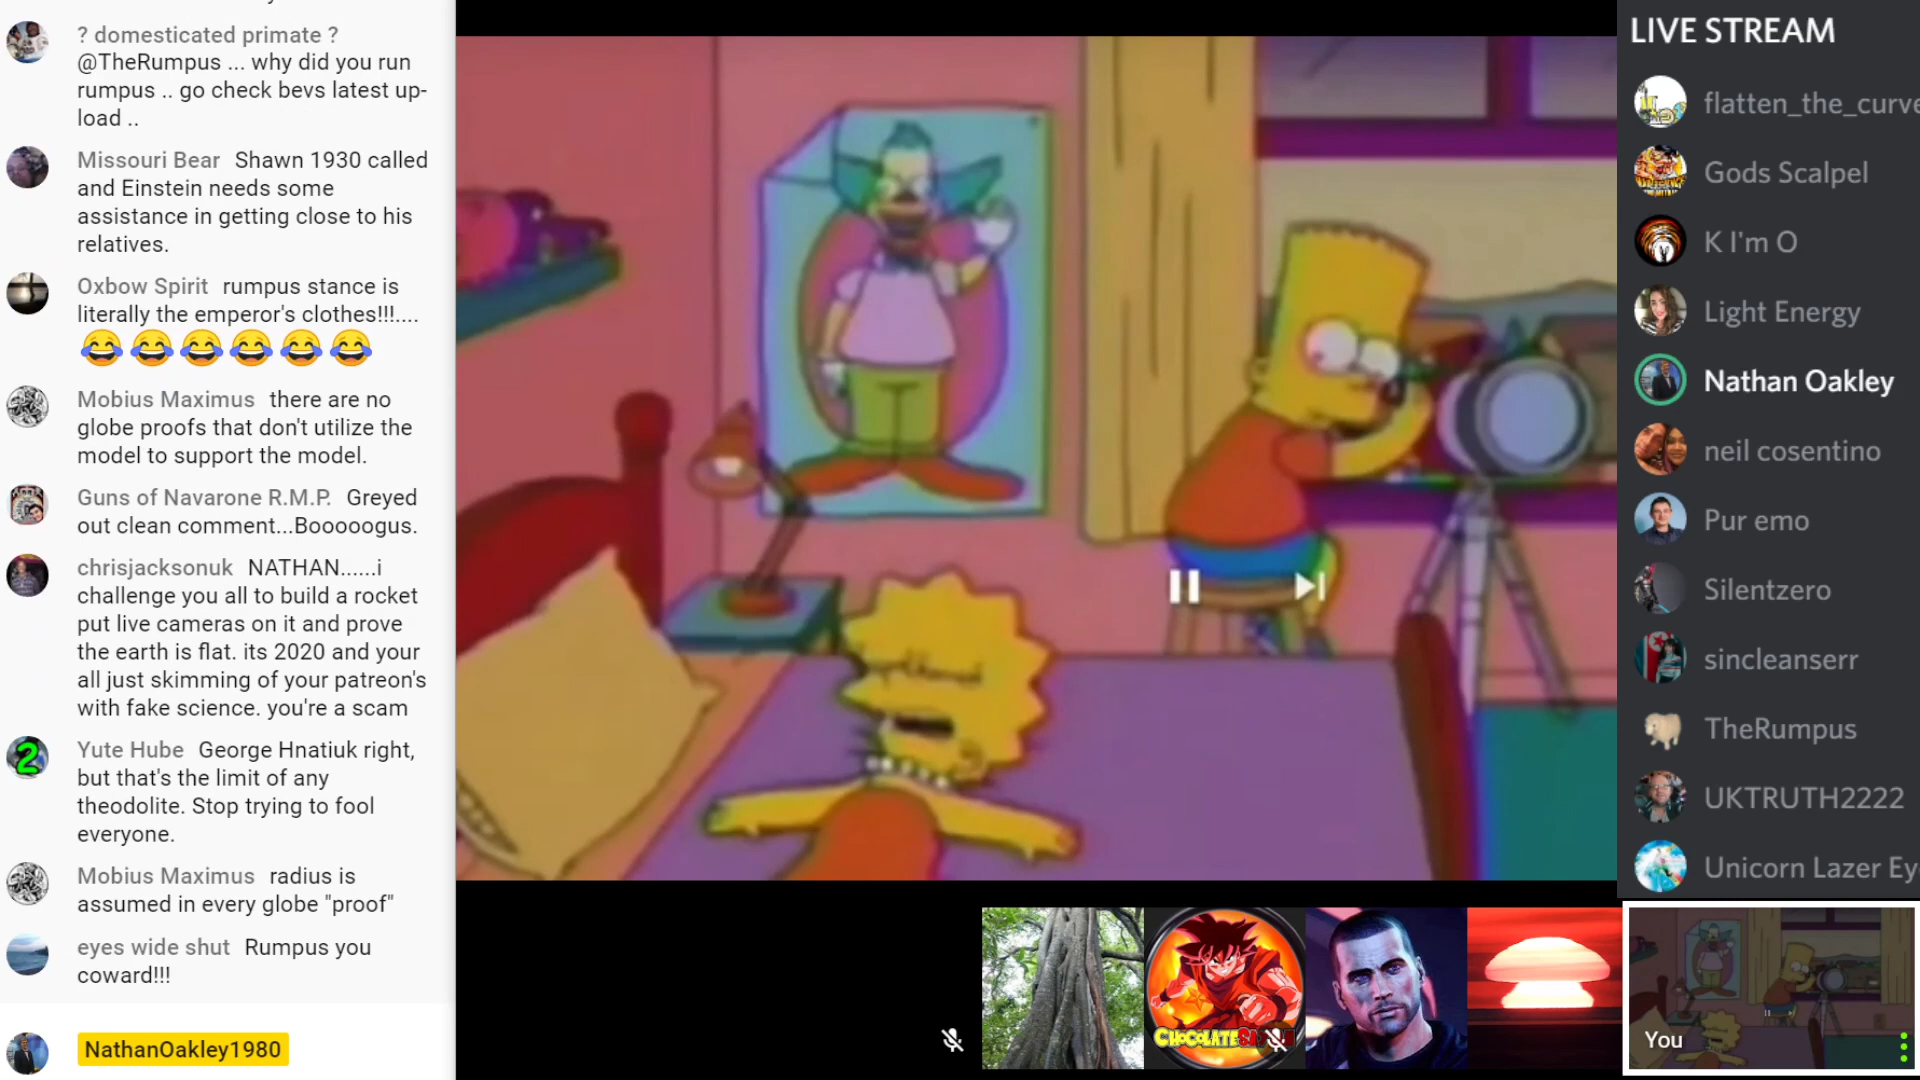 ? domesticated primate ?
@TheRumpus ... why did you run
rumpus .. go check bevs latest up-
load ..
Missouri Bear Shawn 1930 called
and Einstein needs some
assistance in getting close to his
relatives.
Oxbow Spirit rumpus stance is
literally the emperor's clothes!!!....
😂😂😂😂😂😂
Mobius Maximus there are no
globe proofs that don't utilize the
model to support the model.
Guns of Navarone R.M.P. Greyed
out clean comment...Booooogus.
chrisjacksonuk NATHAN......i
challenge you all to build a rocket
put live cameras on it and prove
the earth is flat. its 2020 and your
all just skimming of your patreon's
with fake science. you're a scam
Yute Hube George Hnatiuk right,
but that's the limit of any
theodolite. Stop trying to fool
everyone.
Mobius Maximus radius is
assumed in every globe "proof"
eyes wide shut Rumpus you
coward!!!
NathanOakley1980
LIVE STREAM
flatten_the_curve
Gods Scalpel
K I'm O
Light Energy
Nathan Oakley
neil cosentino
Pur emo
Silentzero
sincleanserr
TheRumpus
UKTRUTH2222
Unicorn Lazer Ey
You